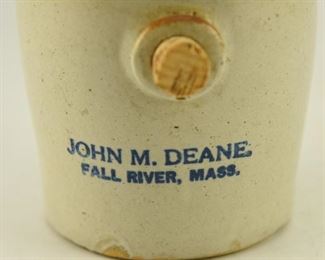 JOHN M. DEANE.
FALL RIVER, MASS.